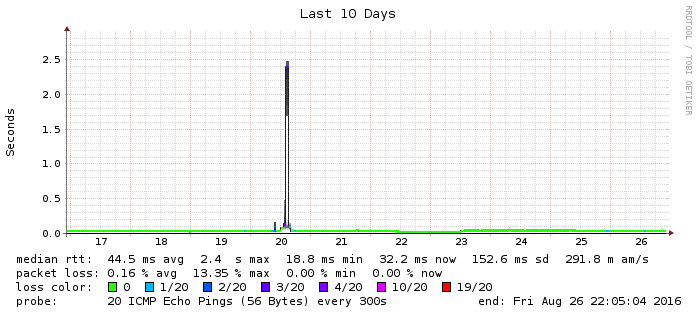 Last 10 Days
RRDTOOL / TOBI OETIKER
Seconds
2.5
2.0
1.5
1.0
0.5
0.0
17 18 19 20 21 22 23 24 25 26
median rtt: 44.5 ms avg 2.4 s max 18.8 ms min 32.2 ms now 152.6 ms sd 291.8 m am/s
packet loss: 0.16 % avg 13.35 % max 0.00 % min 0.00 % now
loss color: 0 1/20 2/20 3/20 4/20 10/20 19/20
probe: 20 ICMP Echo Pings (56 Bytes) every 300s end: Fri Aug 26 22:05:04 2016